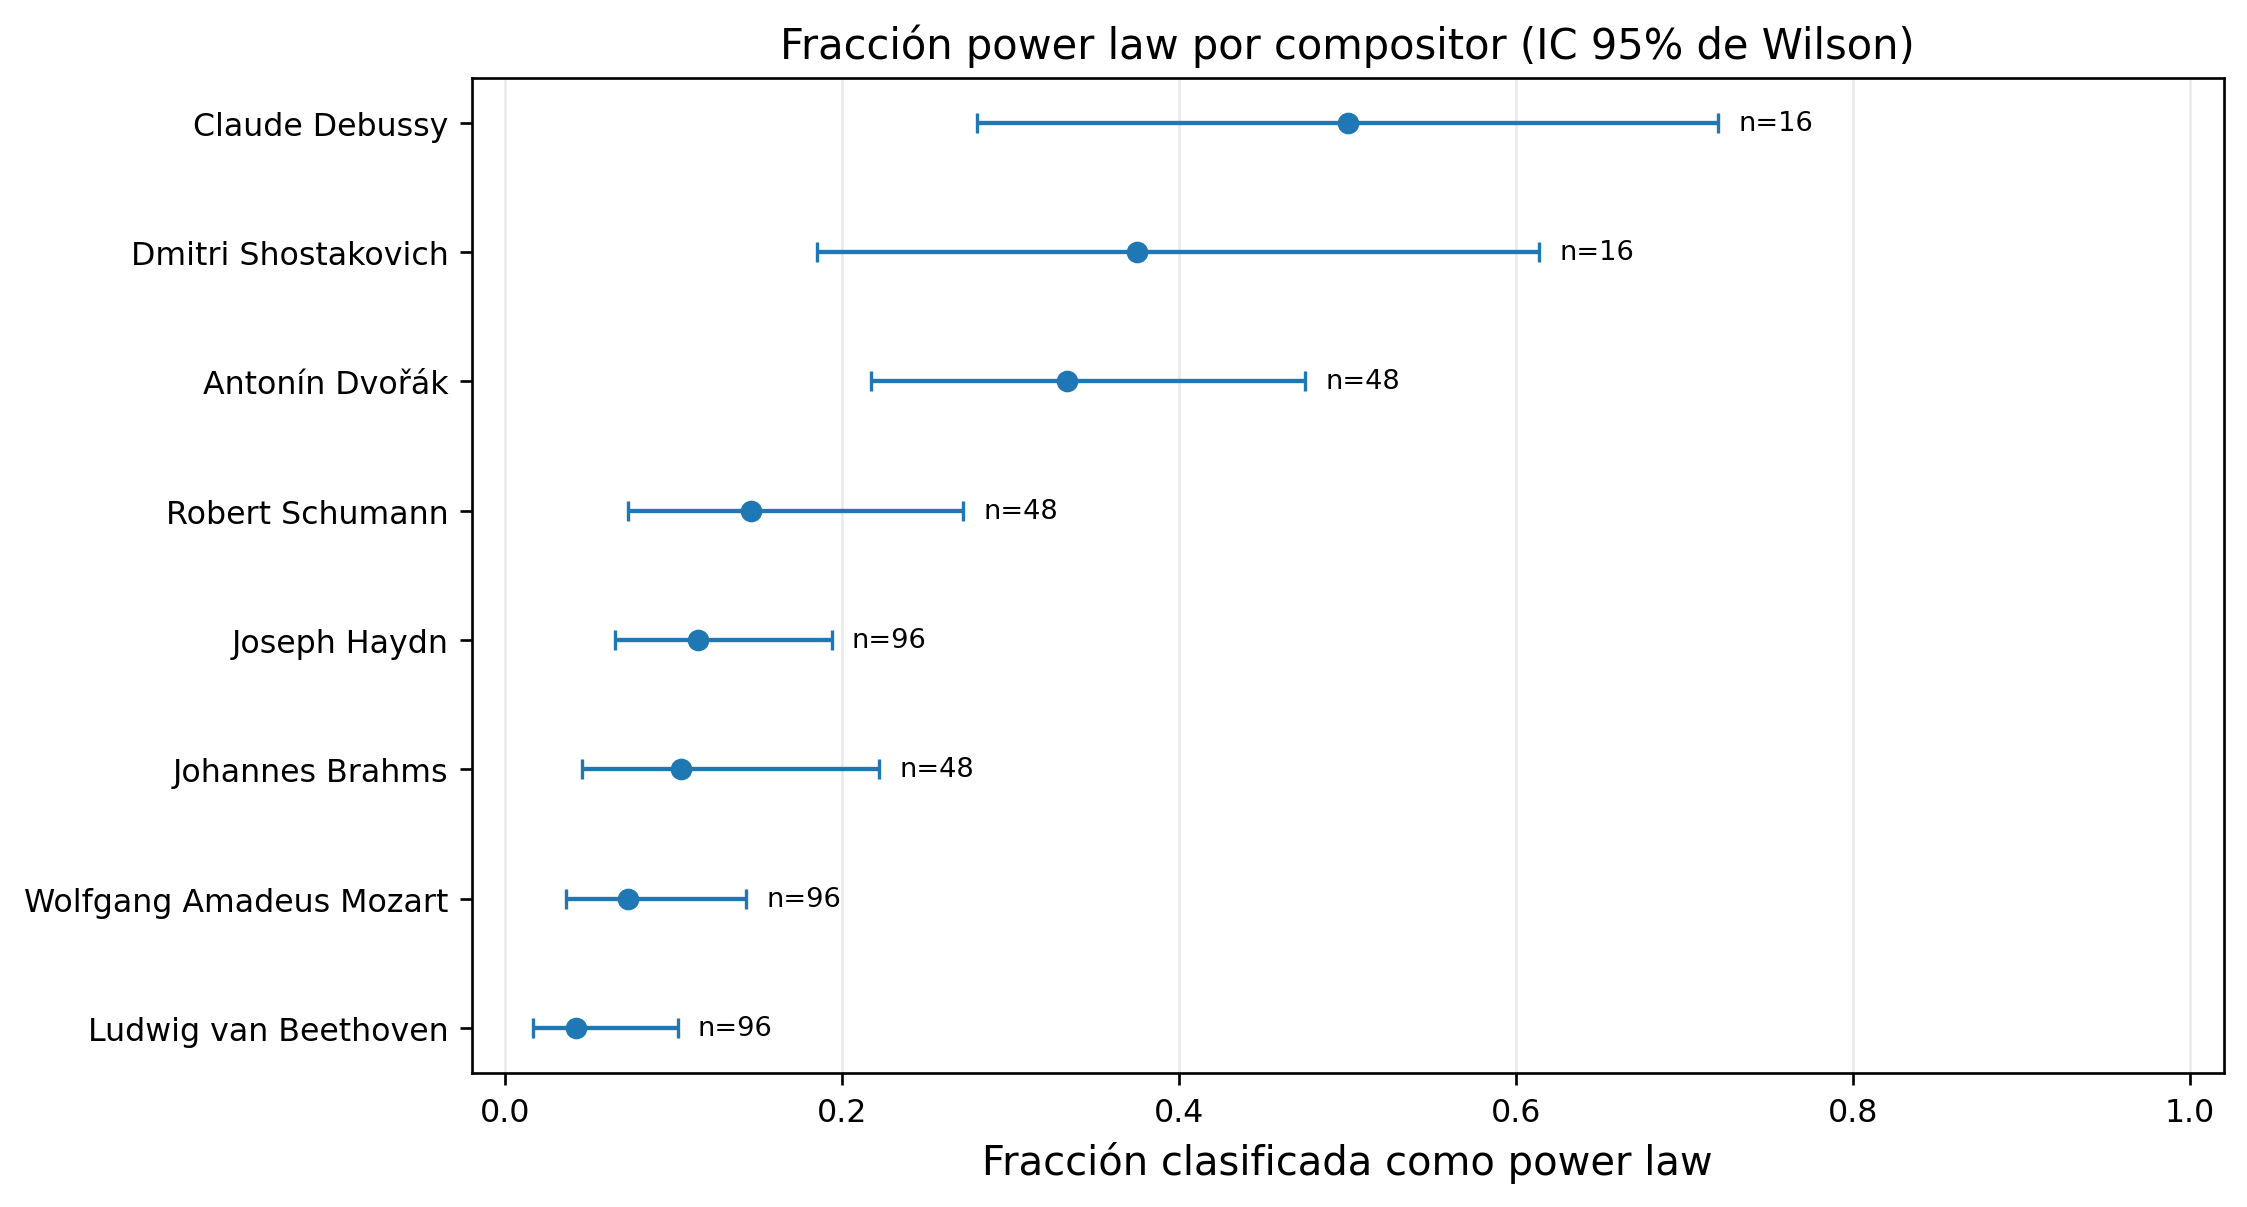 Fracción power law por compositor (IC 95% de Wilson)
Claude Debussy
n=16
Dmitri Shostakovich
n=16
Antonín Dvořák
n=48
Robert Schumann
n=48
Joseph Haydn
n=96
Johannes Brahms
n=48
Wolfgang Amadeus Mozart
n=96
Ludwig van Beethoven
n=96
0.0 0.2 0.4 0.6 0.8 1.0
Fracción clasificada como power law